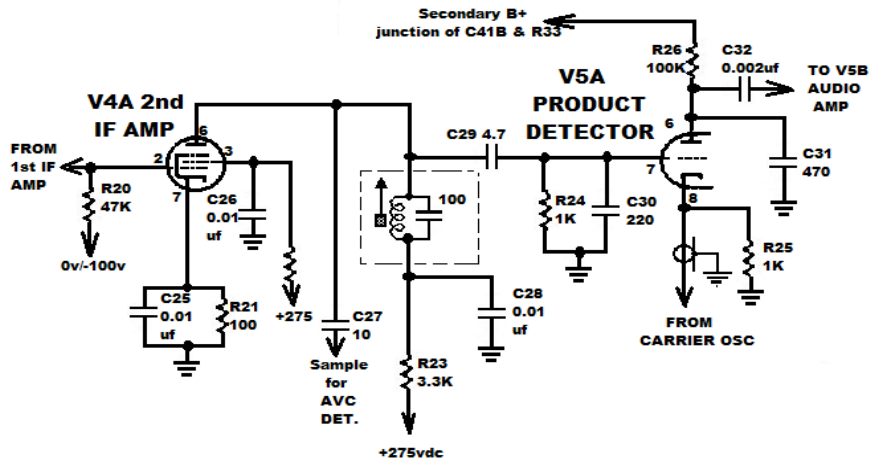 Secondary B+
junction of C41B & R33
R26
100K
C32
0.002uf
TO V5B
AUDIO
AMP
V4A 2nd
IF AMP
V5A
PRODUCT
DETECTOR
6
C29 4.7
6
FROM
1st IF
AMP
2
3
7
R20
47K
C26
0.01
uf
100
R24
1K
C30
220
7
8
C31
470
0v/-100v
C25
0.01
uf
R21
100
+275
C27
10
C28
0.01
uf
R25
1K
FROM
CARRIER OSC
Sample
for
AVC
DET.
R23
3.3K
+275vdc